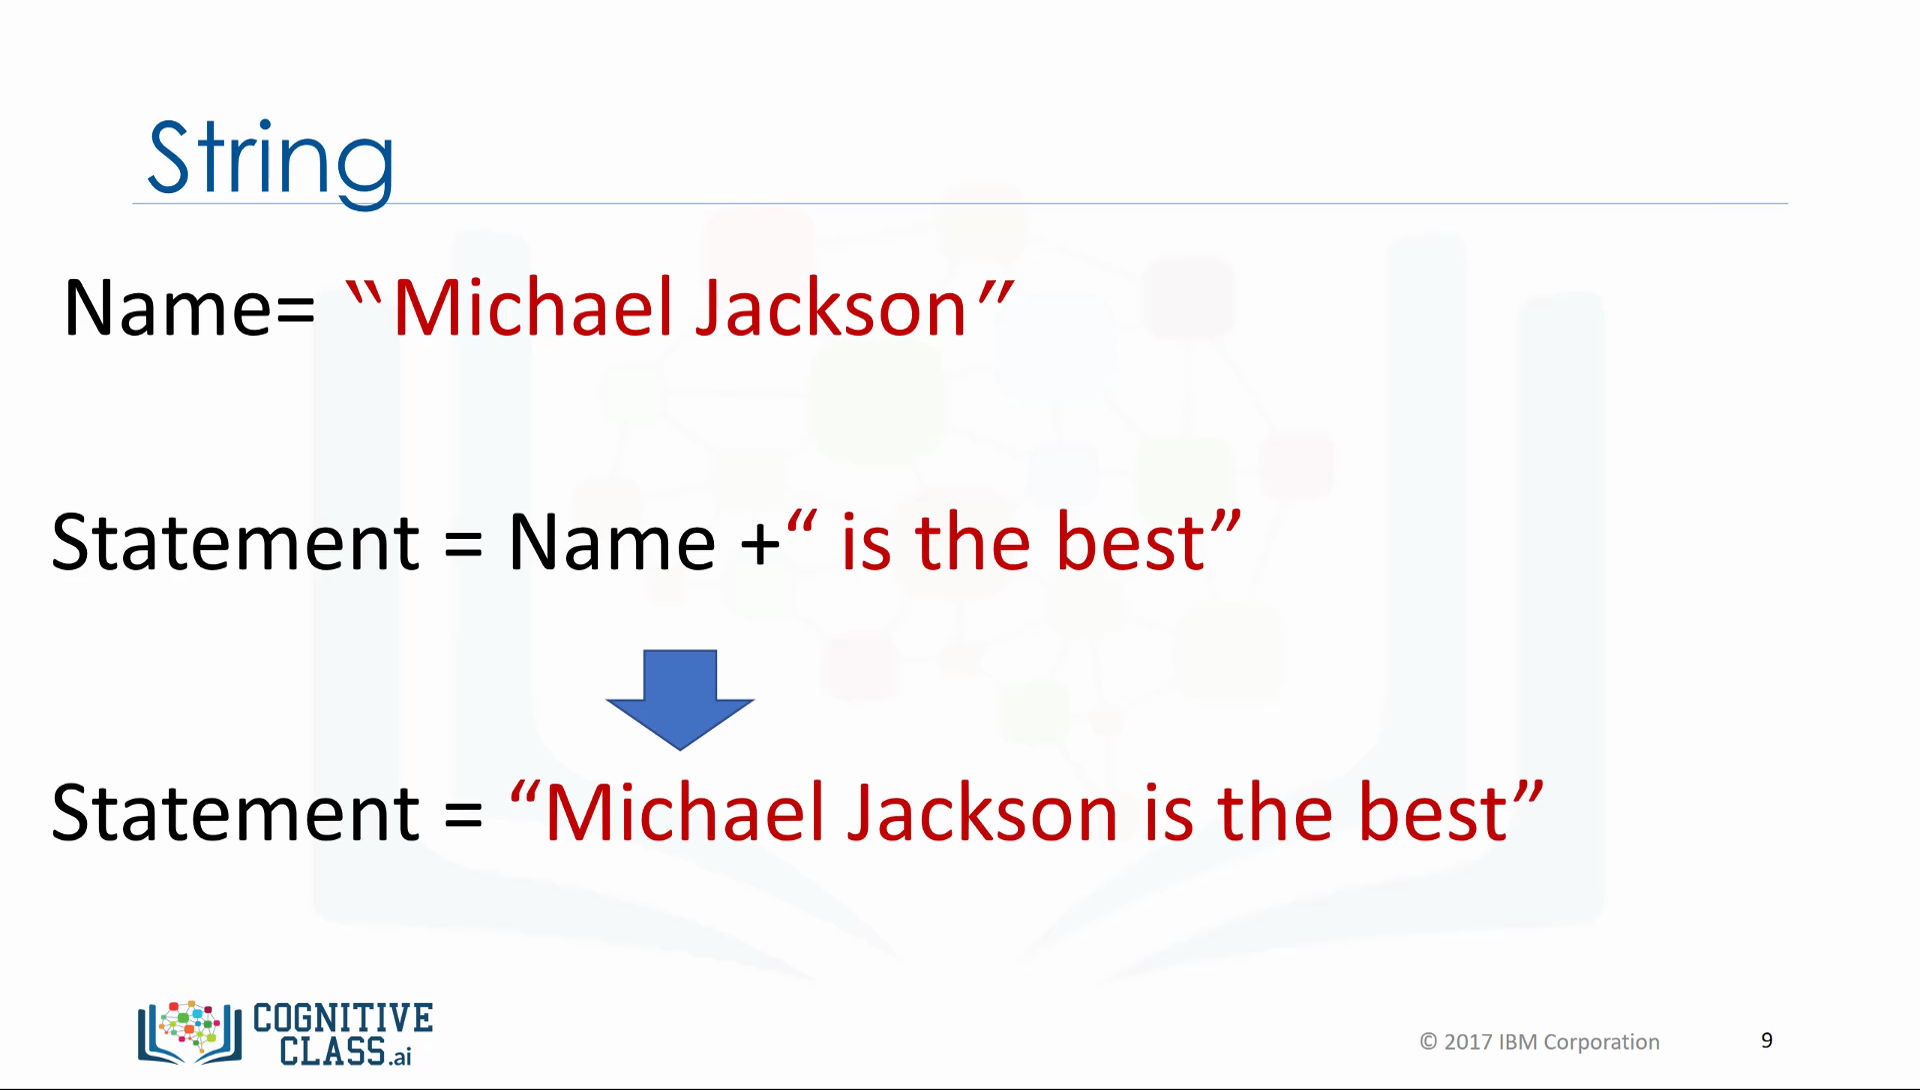 String
Name= “Michael Jackson”
Statement = Name +“ is the best”
Statement = “Michael Jackson is the best”
COGNITIVE
CLASS.ai
© 2017 IBM Corporation
9